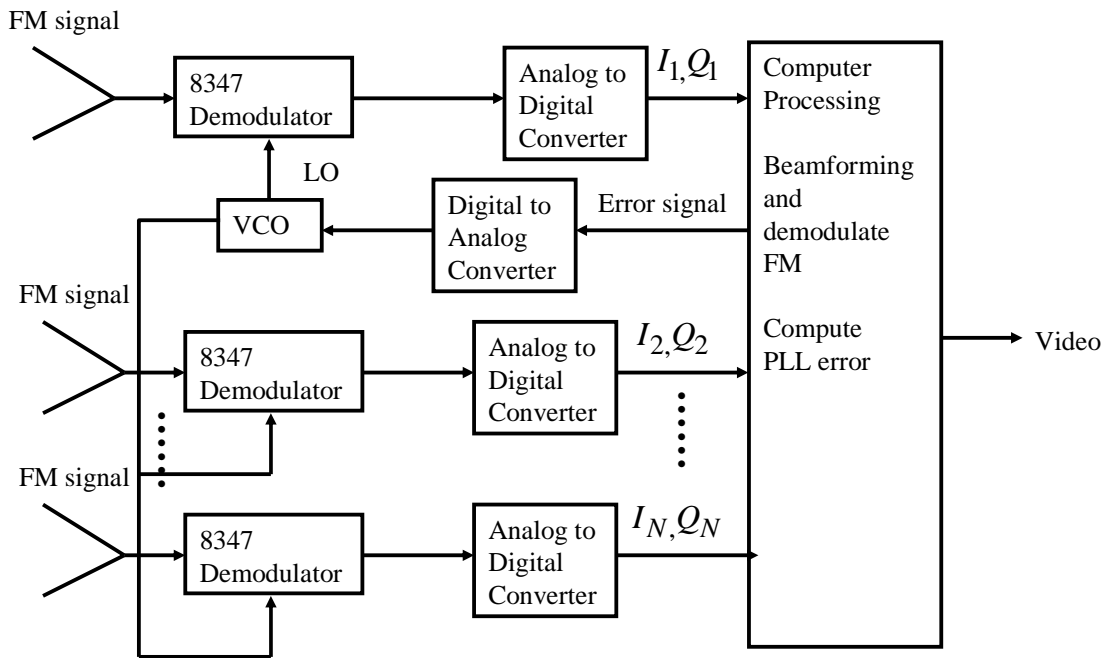 FM signal
8347
Demodulator
Analog to
Digital
Converter
I₁,Q₁
Computer
Processing
Beamforming
and
demodulate
FM
Compute
PLL error
LO
VCO
Digital to
Analog
Converter
Error signal
FM signal
8347
Demodulator
Analog to
Digital
Converter
I₂,Q₂
Video
FM signal
8347
Demodulator
Analog to
Digital
Converter
I_N,Q_N